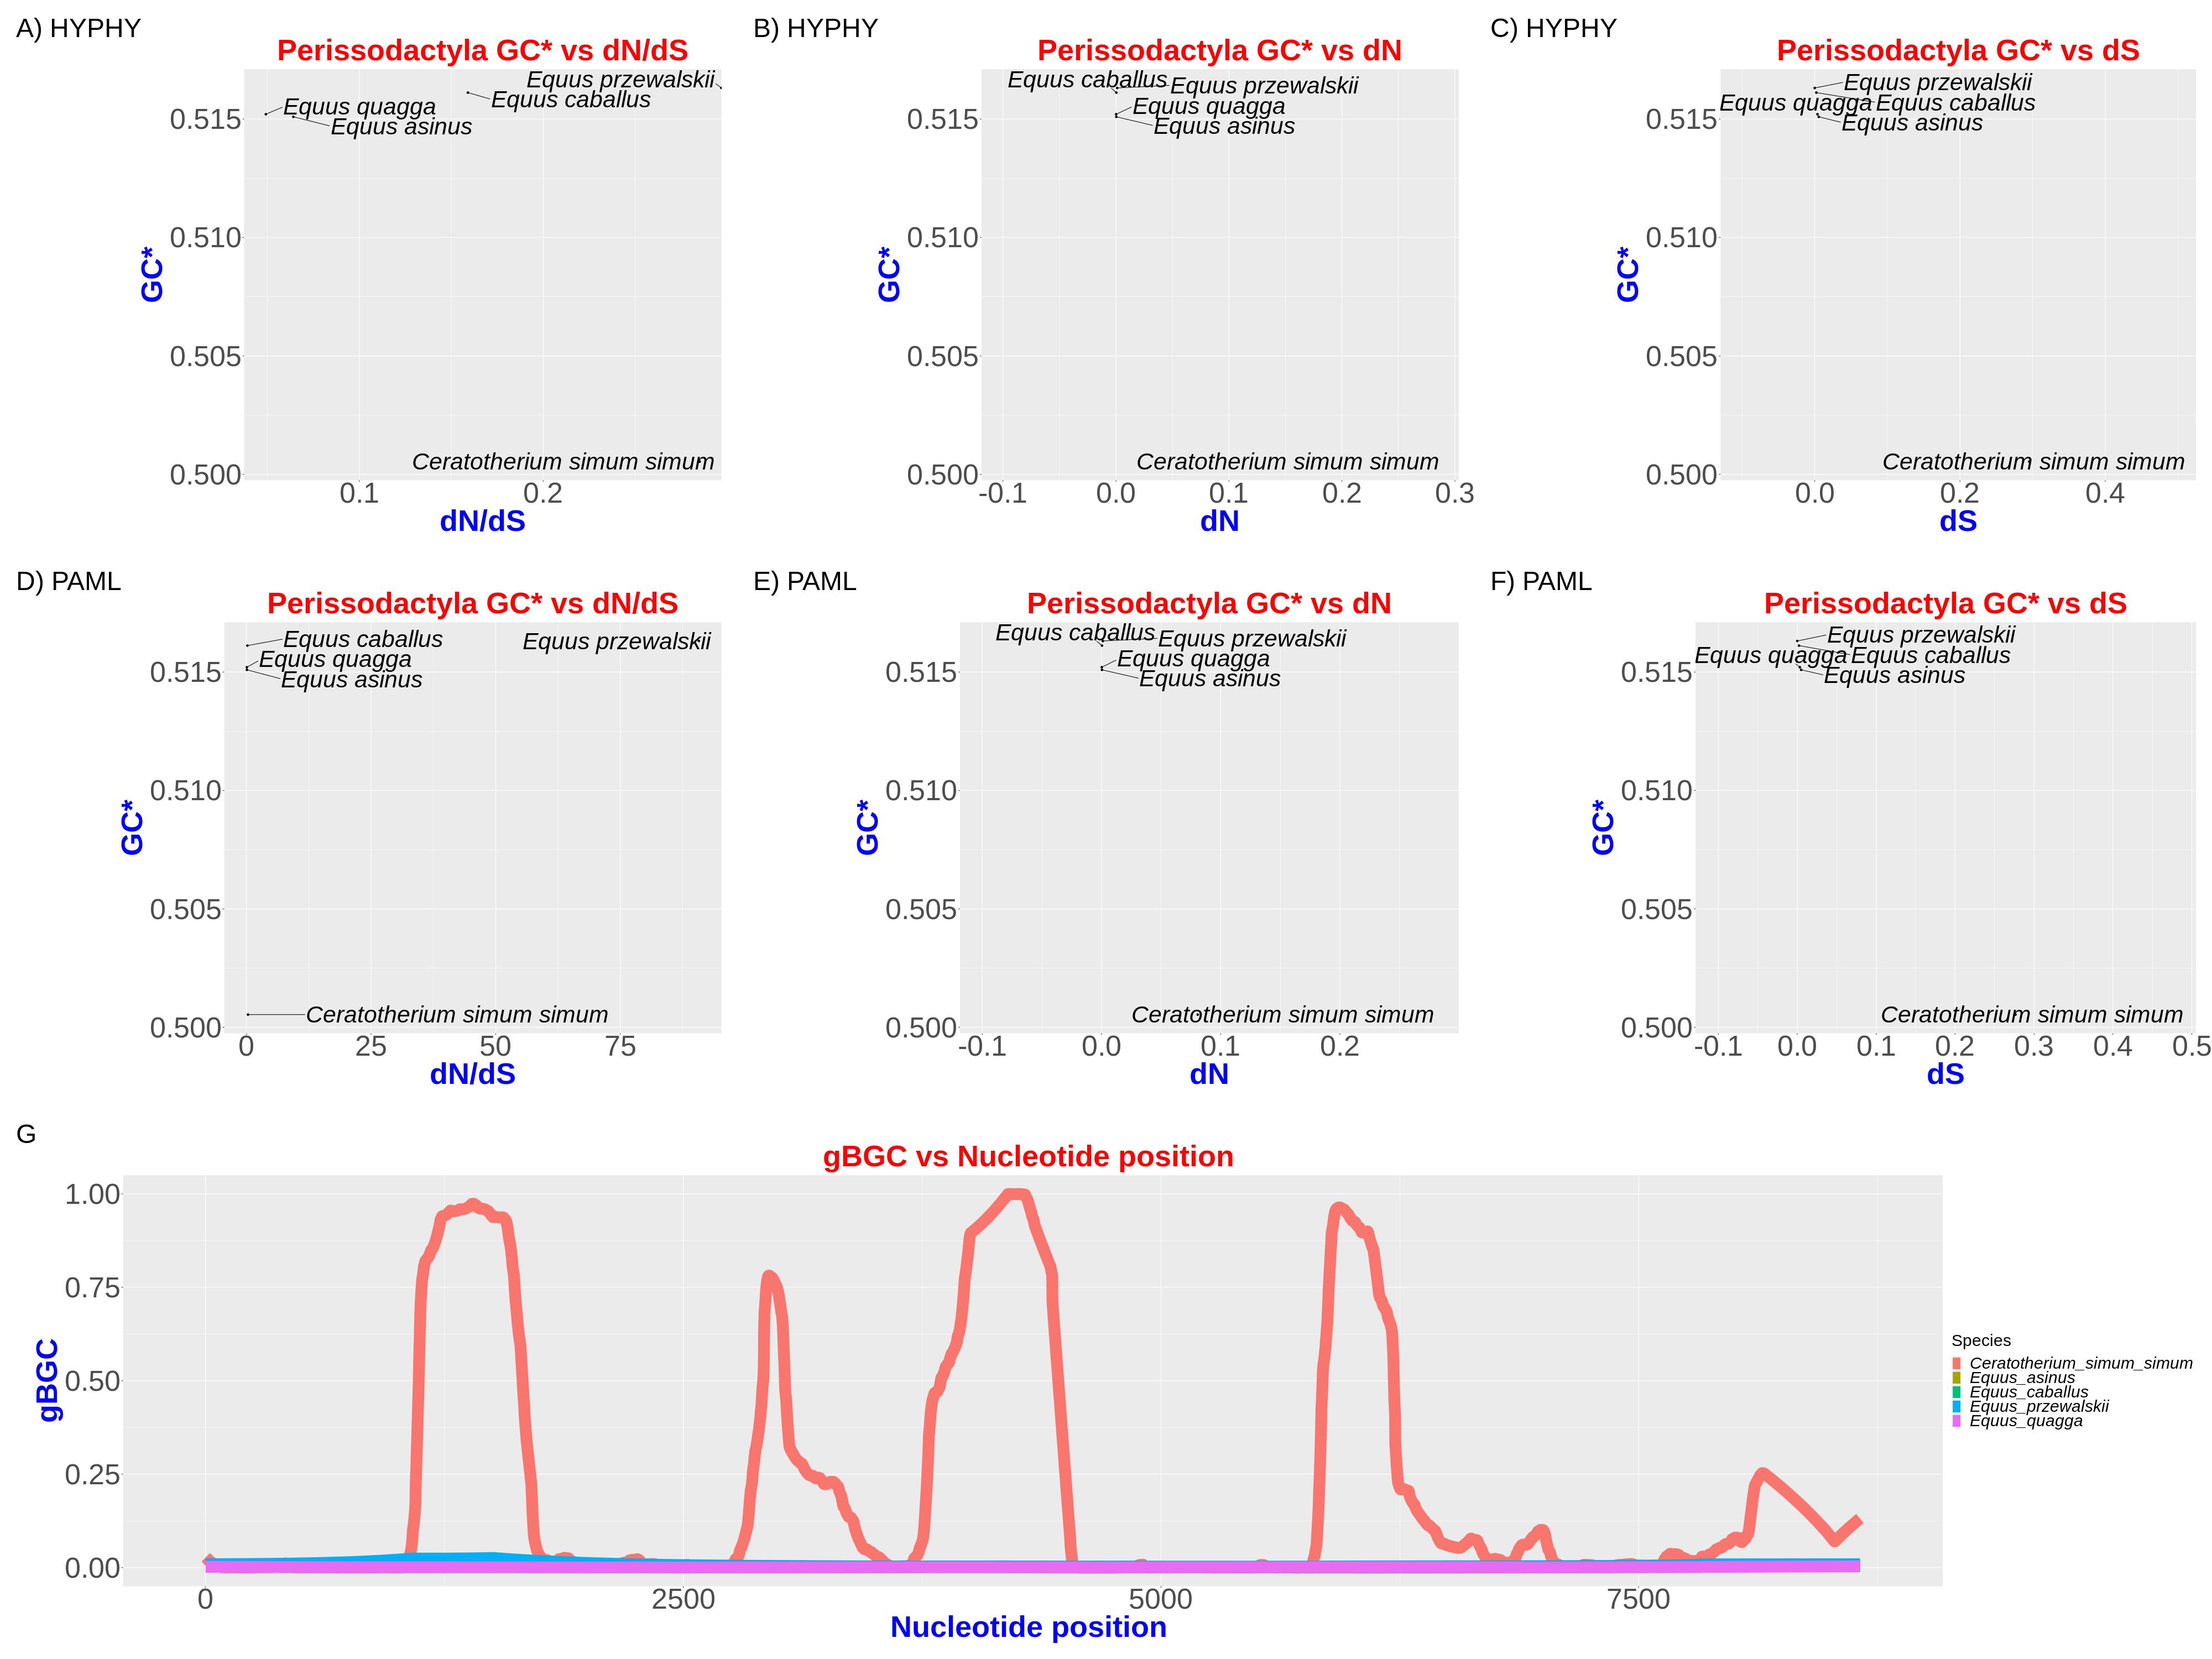 A) HYPHY
Perissodactyla GC* vs dN/dS
Equus przewalskii
Equus caballus
Equus quagga
Equus asinus
Ceratotherium simum simum
0.515
0.510
0.505
0.500
GC*
0.1 0.2
dN/dS
B) HYPHY
Perissodactyla GC* vs dN
Equus caballus
Equus przewalskii
Equus quagga
Equus asinus
Ceratotherium simum simum
0.515
0.510
0.505
0.500
GC*
-0.1 0.0 0.1 0.2 0.3
dN
C) HYPHY
Perissodactyla GC* vs dS
Equus przewalskii
Equus quagga
Equus caballus
Equus asinus
Ceratotherium simum simum
0.515
0.510
0.505
0.500
GC*
0.0 0.2 0.4
dS
D) PAML
Perissodactyla GC* vs dN/dS
Equus caballus
Equus przewalskii
Equus quagga
Equus asinus
Ceratotherium simum simum
0.515
0.510
0.505
0.500
GC*
0 25 50 75
dN/dS
E) PAML
Perissodactyla GC* vs dN
Equus caballus
Equus przewalskii
Equus quagga
Equus asinus
Ceratotherium simum simum
0.515
0.510
0.505
0.500
GC*
-0.1 0.0 0.1 0.2
dN
F) PAML
Perissodactyla GC* vs dS
Equus przewalskii
Equus quagga
Equus caballus
Equus asinus
Ceratotherium simum simum
0.515
0.510
0.505
0.500
GC*
-0.1 0.0 0.1 0.2 0.3 0.4 0.5
dS
G
gBGC vs Nucleotide position
1.00
0.75
0.50
0.25
0.00
gBGC
0 2500 5000 7500
Nucleotide position
Species
Ceratotherium_simum_simum
Equus_asinus
Equus_caballus
Equus_przewalskii
Equus_quagga